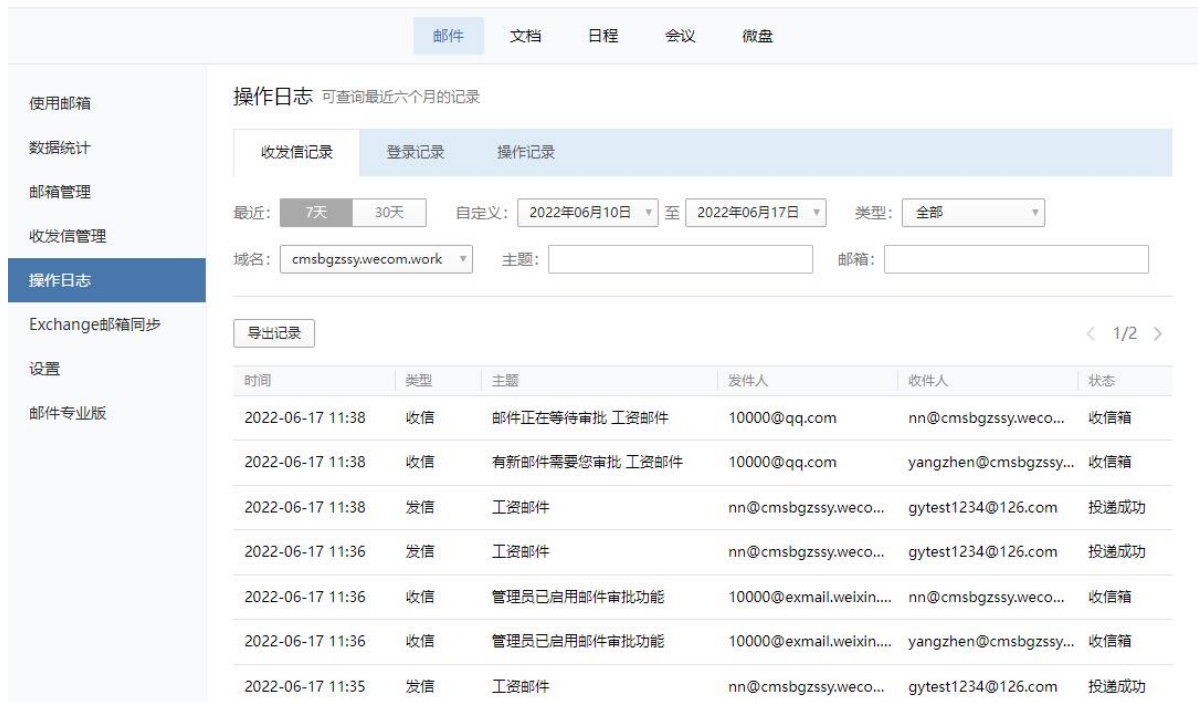 邮件 文档 日程 会议 微盘
使用邮箱
数据统计
邮箱管理
收发信管理
操作日志
Exchange邮箱同步
设置
邮件专业版
操作日志 可查询最近六个月的记录
收发信记录 登录记录 操作记录
最近: 7天 30天 自定义: 2022年06月10日 至 2022年06月17日 类型: 全部
域名: cmsbgzssy.wecom.work 主题: 邮箱:
导出记录 1/2
时间 类型 主题 发件人 收件人 状态
2022-06-17 11:38 收信 邮件正在等待审批 工资邮件 10000@qq.com nn@cmsbgzssy.weco... 收信箱
2022-06-17 11:38 收信 有新邮件需要您审批 工资邮件 10000@qq.com yangzhen@cmsbgzssy... 收信箱
2022-06-17 11:38 发信 工资邮件 nn@cmsbgzssy.weco... gytest1234@126.com 投递成功
2022-06-17 11:36 发信 工资邮件 nn@cmsbgzssy.weco... gytest1234@126.com 投递成功
2022-06-17 11:36 收信 管理员已启用邮件审批功能 10000@exmail.weixin.... nn@cmsbgzssy.weco... 收信箱
2022-06-17 11:36 收信 管理员已启用邮件审批功能 10000@exmail.weixin.... yangzhen@cmsbgzssy... 收信箱
2022-06-17 11:35 发信 工资邮件 nn@cmsbgzssy.weco... gytest1234@126.com 投递成功